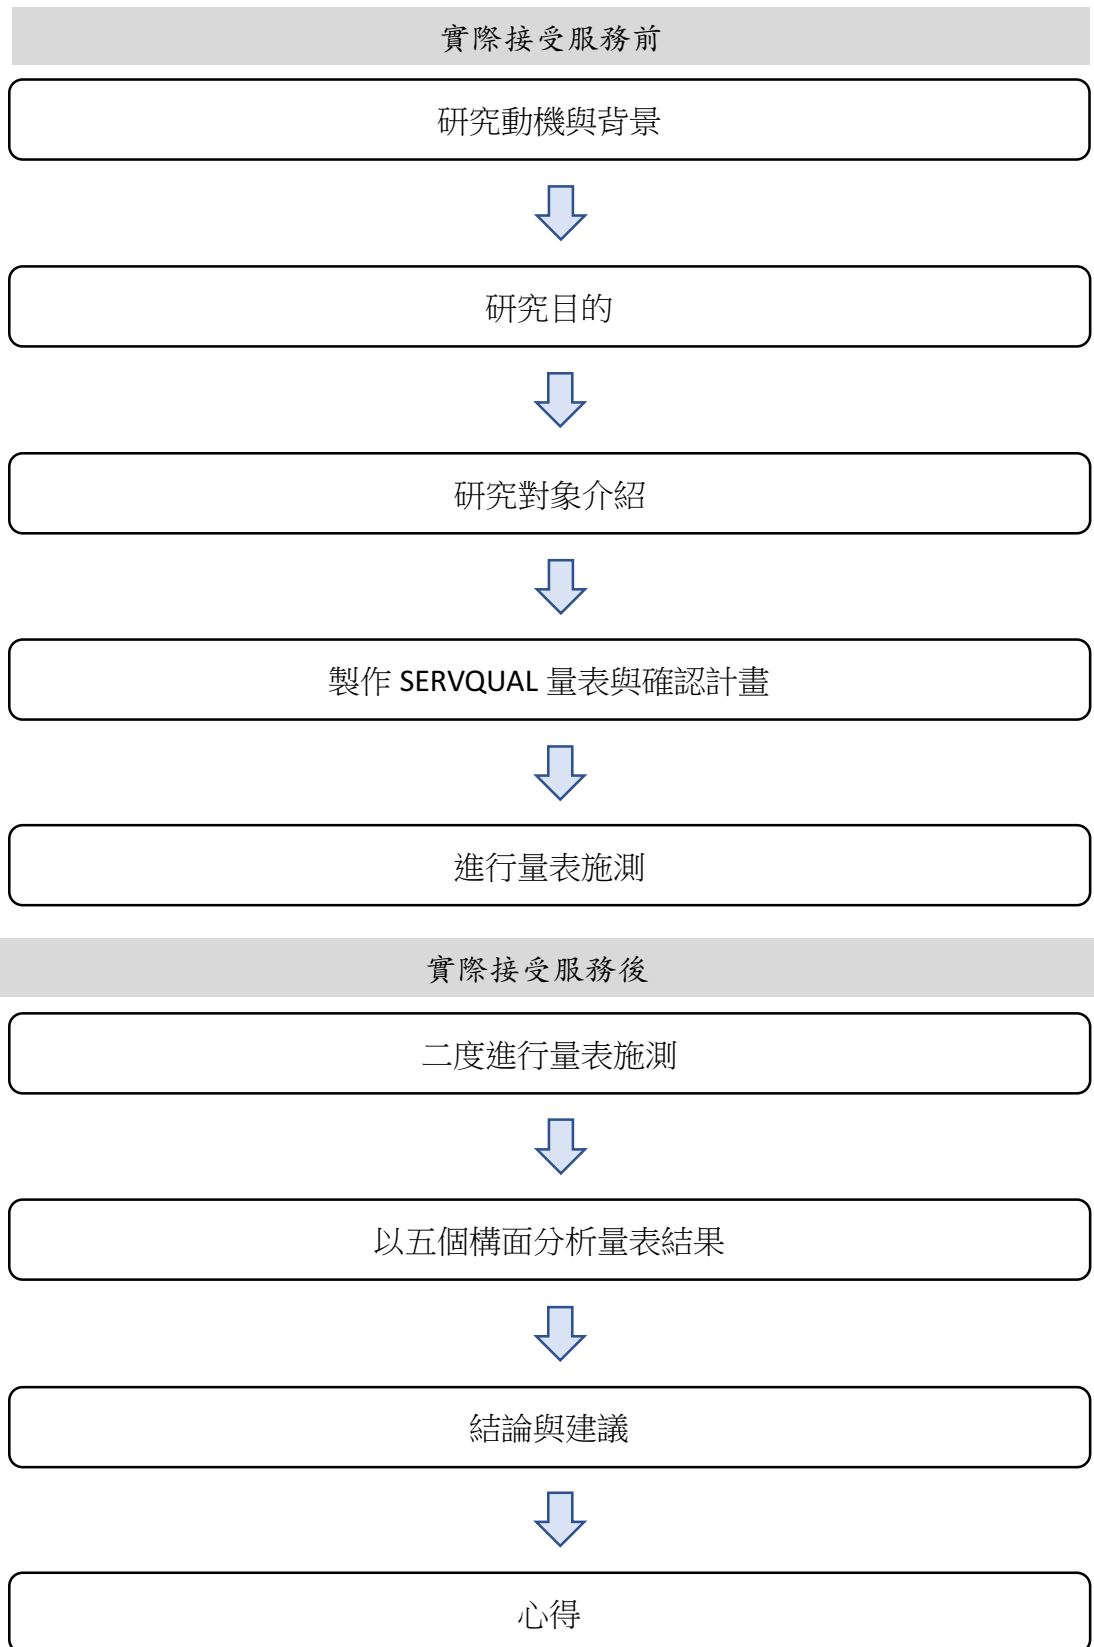 實際接受服務前
研究動機與背景
研究目的
研究對象介紹
製作 SERVQUAL 量表與確認計畫
進行量表施測
實際接受服務後
二度進行量表施測
以五個構面分析量表結果
結論與建議
心得